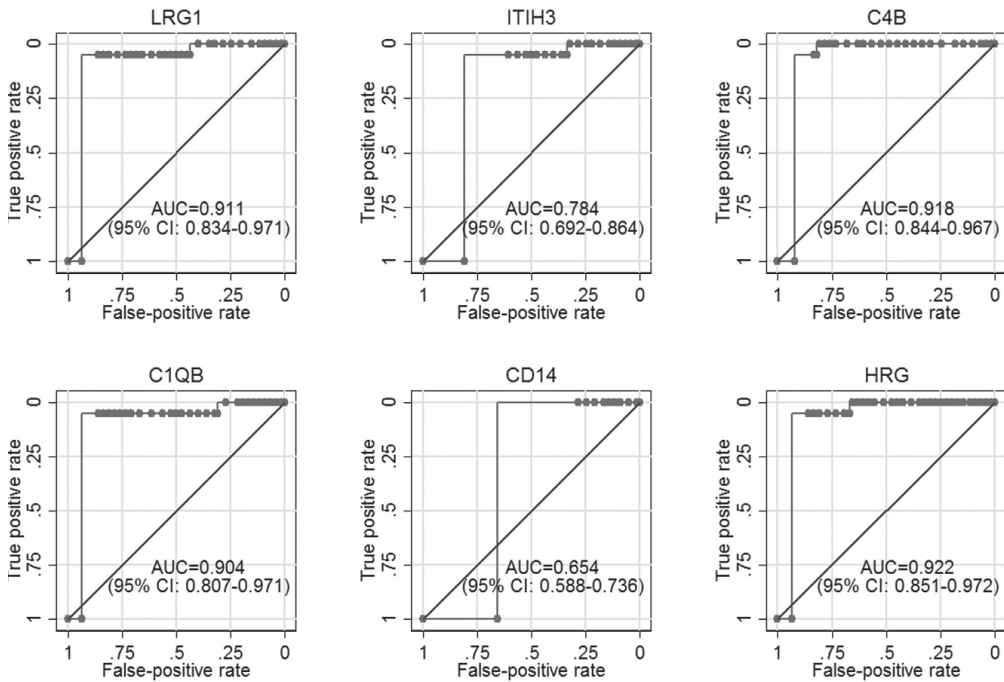 LRG1
True positive rate
0
.25
.5
.75
1
AUC=0.911
(95% CI: 0.834-0.971)
1 .75 .5 .25 0
False-positive rate
ITIH3
True positive rate
0
.25
.5
.75
1
AUC=0.784
(95% CI: 0.692-0.864)
1 .75 .5 .25 0
False-positive rate
C4B
True positive rate
0
.25
.5
.75
1
AUC=0.918
(95% CI: 0.844-0.967)
1 .75 .5 .25 0
False-positive rate
C1QB
True positive rate
0
.25
.5
.75
1
AUC=0.904
(95% CI: 0.807-0.971)
1 .75 .5 .25 0
False-positive rate
CD14
True positive rate
0
.25
.5
.75
1
AUC=0.654
(95% CI: 0.588-0.736)
1 .75 .5 .25 0
False-positive rate
HRG
True positive rate
0
.25
.5
.75
1
AUC=0.922
(95% CI: 0.851-0.972)
1 .75 .5 .25 0
False-positive rate